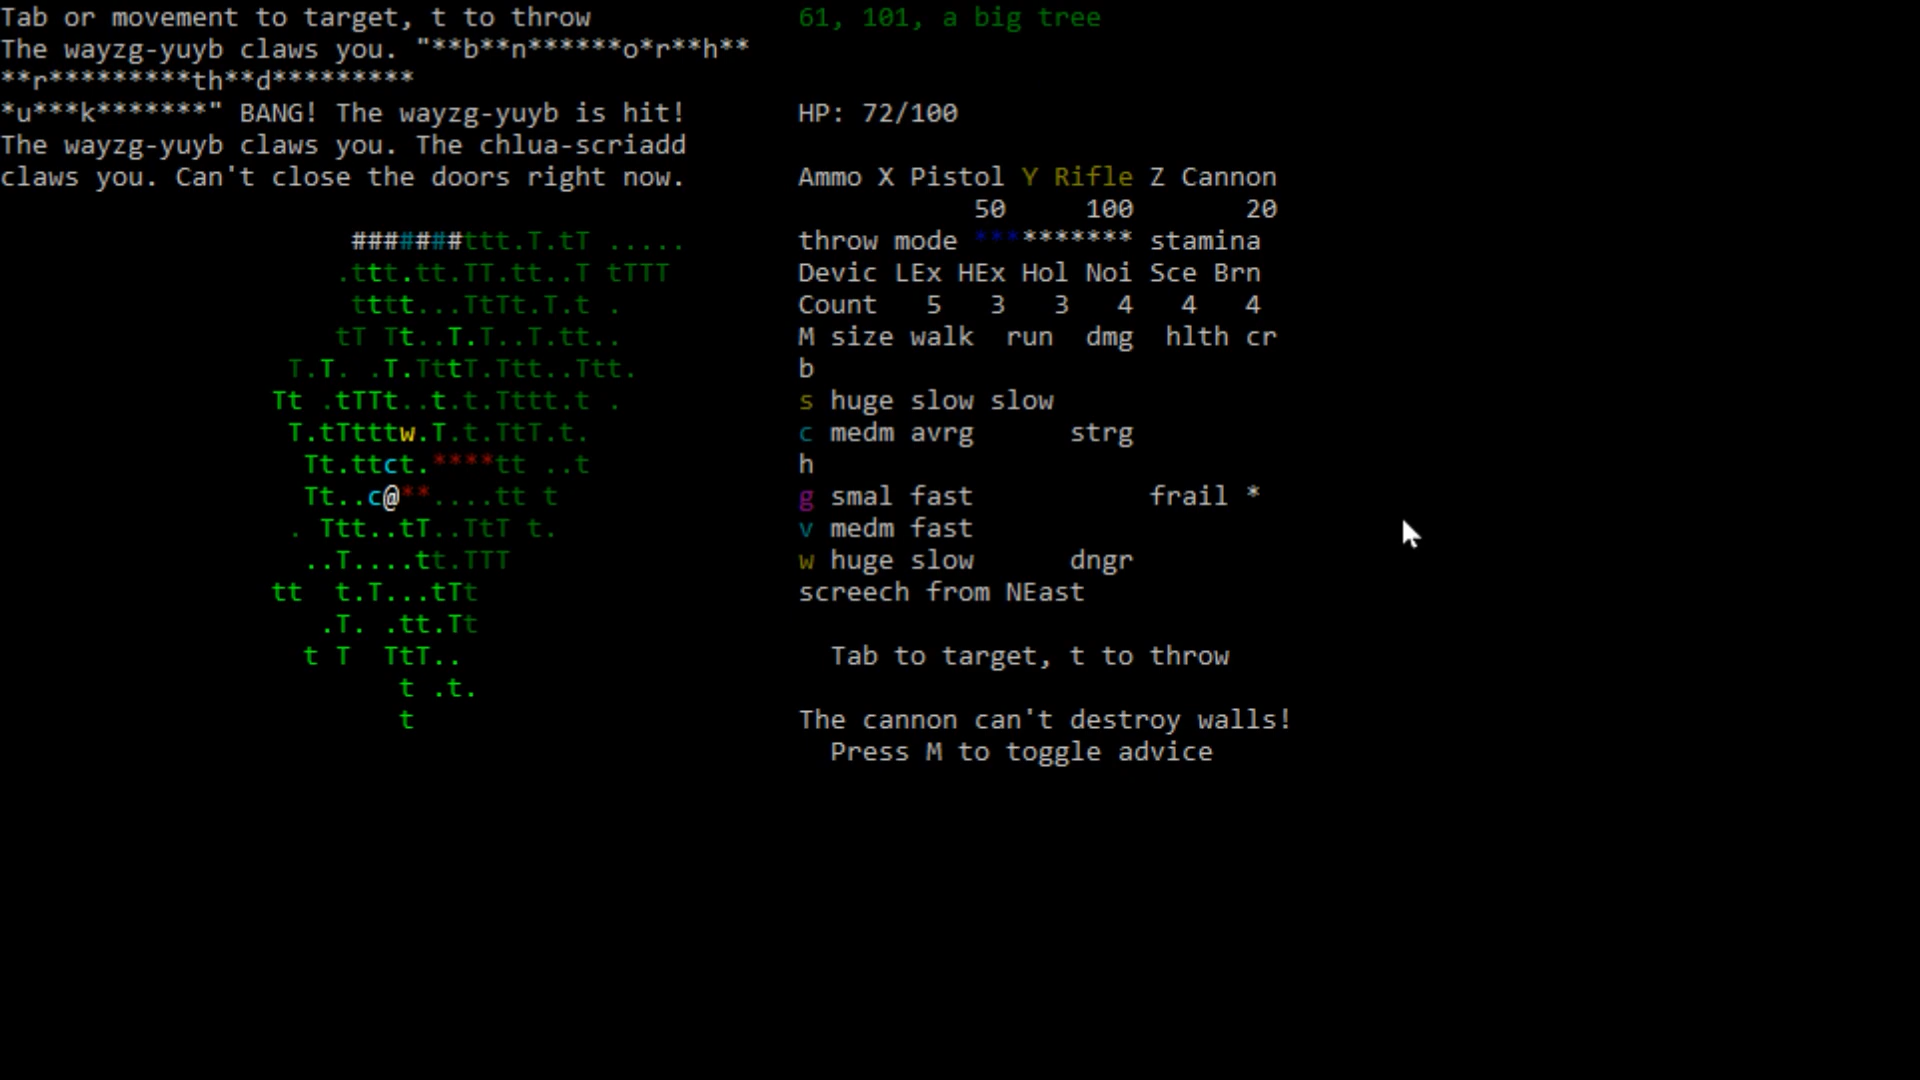 Tab or movement to target, t to throw
The wayzg-yuyb claws you. "**b**n******o*r**h**
**r*********th**d*********
*u***k*******" BANG! The wayzg-yuyb is hit!
The wayzg-yuyb claws you. The chlua-scriadd
claws you. Can't close the doors right now.
#######ttt.T.tT .....
.ttt.tt.TT.tt..T tTTT
tttt...TtTt.T.t .
tT Tt..T.T..T.tt..
T.T. .T.TttT.Ttt..Ttt.
Tt .tTTt..t.t.Tttt.t .
T.tTtttw.T.t.TtT.t.
Tt.ttct.****tt ..t
Tt..c@**....tt t
. Ttt..tT..TtT t.
..T....tt.TTT
tt  t.T...tTt
.T. .tt.Tt
t T  TtT..
t .t.
t
61, 101, a big tree
HP: 72/100
Ammo X Pistol Y Rifle Z Cannon
50 100 20
throw mode ********** stamina
Devic LEx HEx Hol Noi Sce Brn
Count 5 3 3 4 4 4
M size walk run dmg hlth cr
b
s huge slow slow
c medm avrg strg
h
g smal fast frail *
v medm fast
w huge slow dngr
screech from NEast
Tab to target, t to throw
The cannon can't destroy walls!
Press M to toggle advice